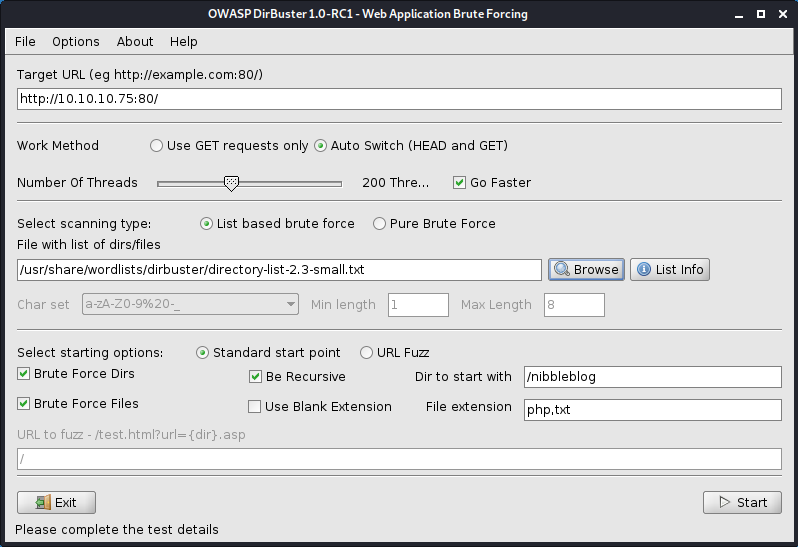 OWASP DirBuster 1.0-RC1 - Web Application Brute Forcing
File Options About Help
Target URL (eg http://example.com:80/)
http://10.10.10.75:80/
Work Method Use GET requests only Auto Switch (HEAD and GET)
Number Of Threads 200 Thre... Go Faster
Select scanning type: List based brute force Pure Brute Force
File with list of dirs/files
/usr/share/wordlists/dirbuster/directory-list-2.3-small.txt Browse List Info
Char set a-zA-Z0-9%20-_ Min length 1 Max Length 8
Select starting options: Standard start point URL Fuzz
Brute Force Dirs Be Recursive Dir to start with /nibbleblog
Brute Force Files Use Blank Extension File extension php,txt
URL to fuzz - /test.html?url={dir}.asp
/
Exit Start
Please complete the test details